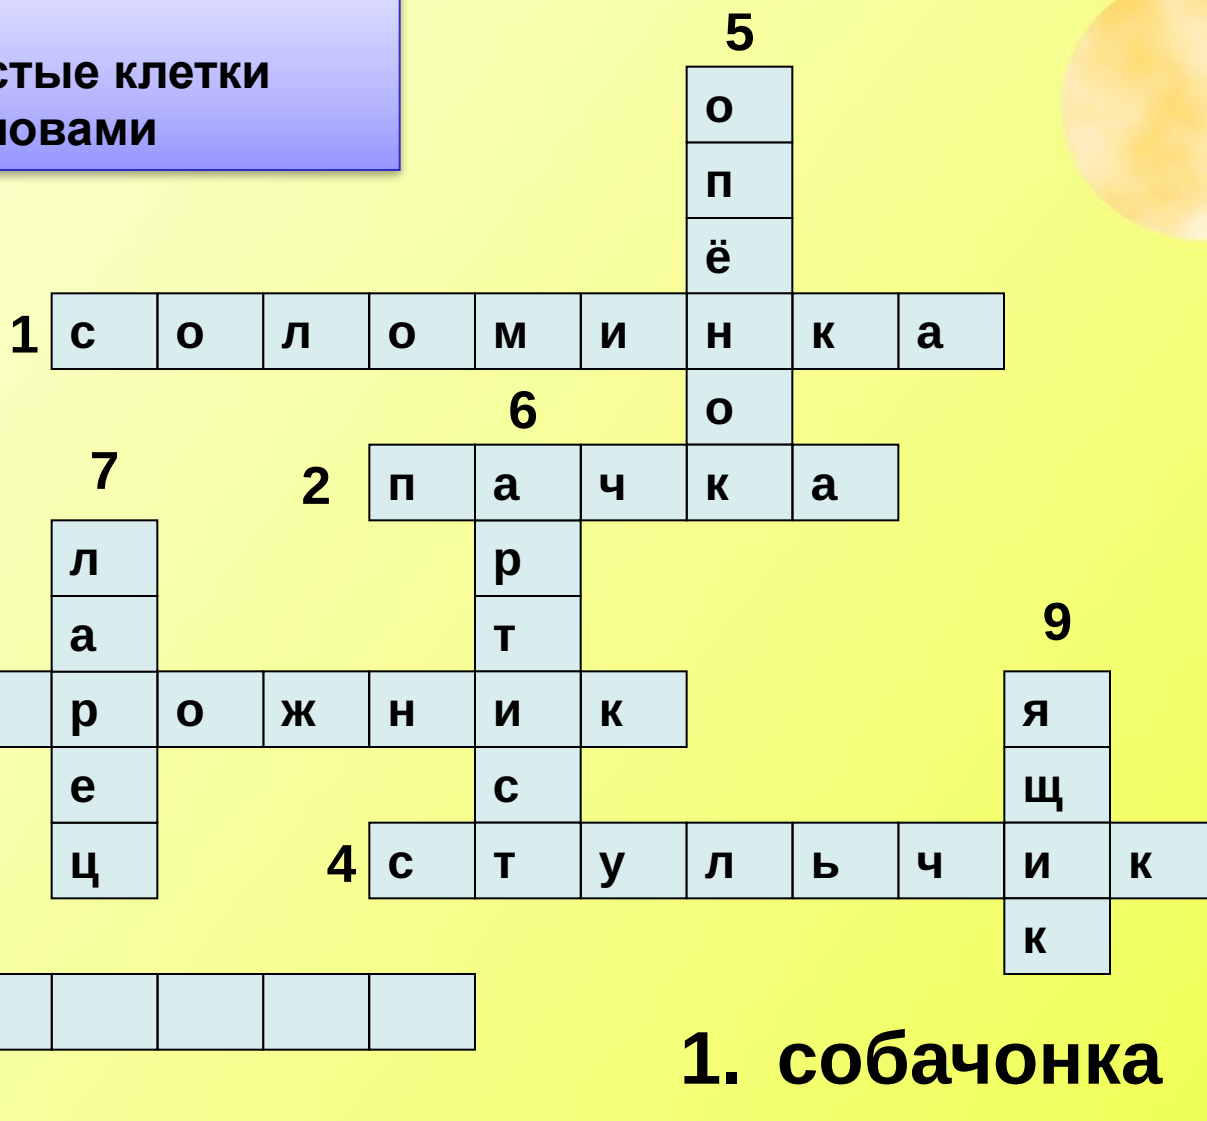 стые клетки
ловами
5
о
п
ё
1 с о л о м и н к а
6 о
7 2 п а ч к а
л р
а т 9
р о ж н и к я
е с щ
ц 4 с т у л ь ч и к
к
1. собачонка